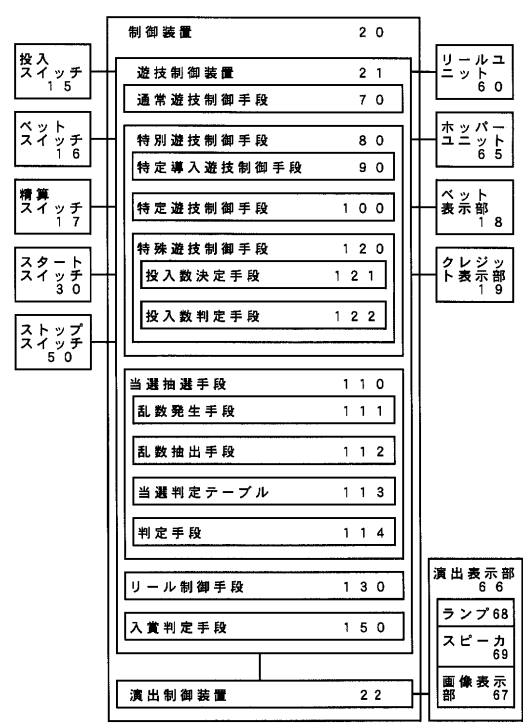 制御装置 20
投入
スイッチ
15
ベット
スイッチ
16
精算
スイッチ
17
スタート
スイッチ
30
ストップ
スイッチ
50
遊技制御装置 21
通常遊技制御手段 70
特別遊技制御手段 80
特定導入遊技制御手段 90
特定遊技制御手段 100
特殊遊技制御手段 120
投入数決定手段 121
投入数判定手段 122
当選抽選手段 110
乱数発生手段 111
乱数抽出手段 112
当選判定テーブル 113
判定手段 114
リール制御手段 130
入賞判定手段 150
演出制御装置 22
リールユ
ニット
60
ホッパー
ユニット
65
ベット
表示部
18
クレジッ
ト表示部
19
演出表示部
66
ランプ68
スピーカ
69
画像表示
部 67